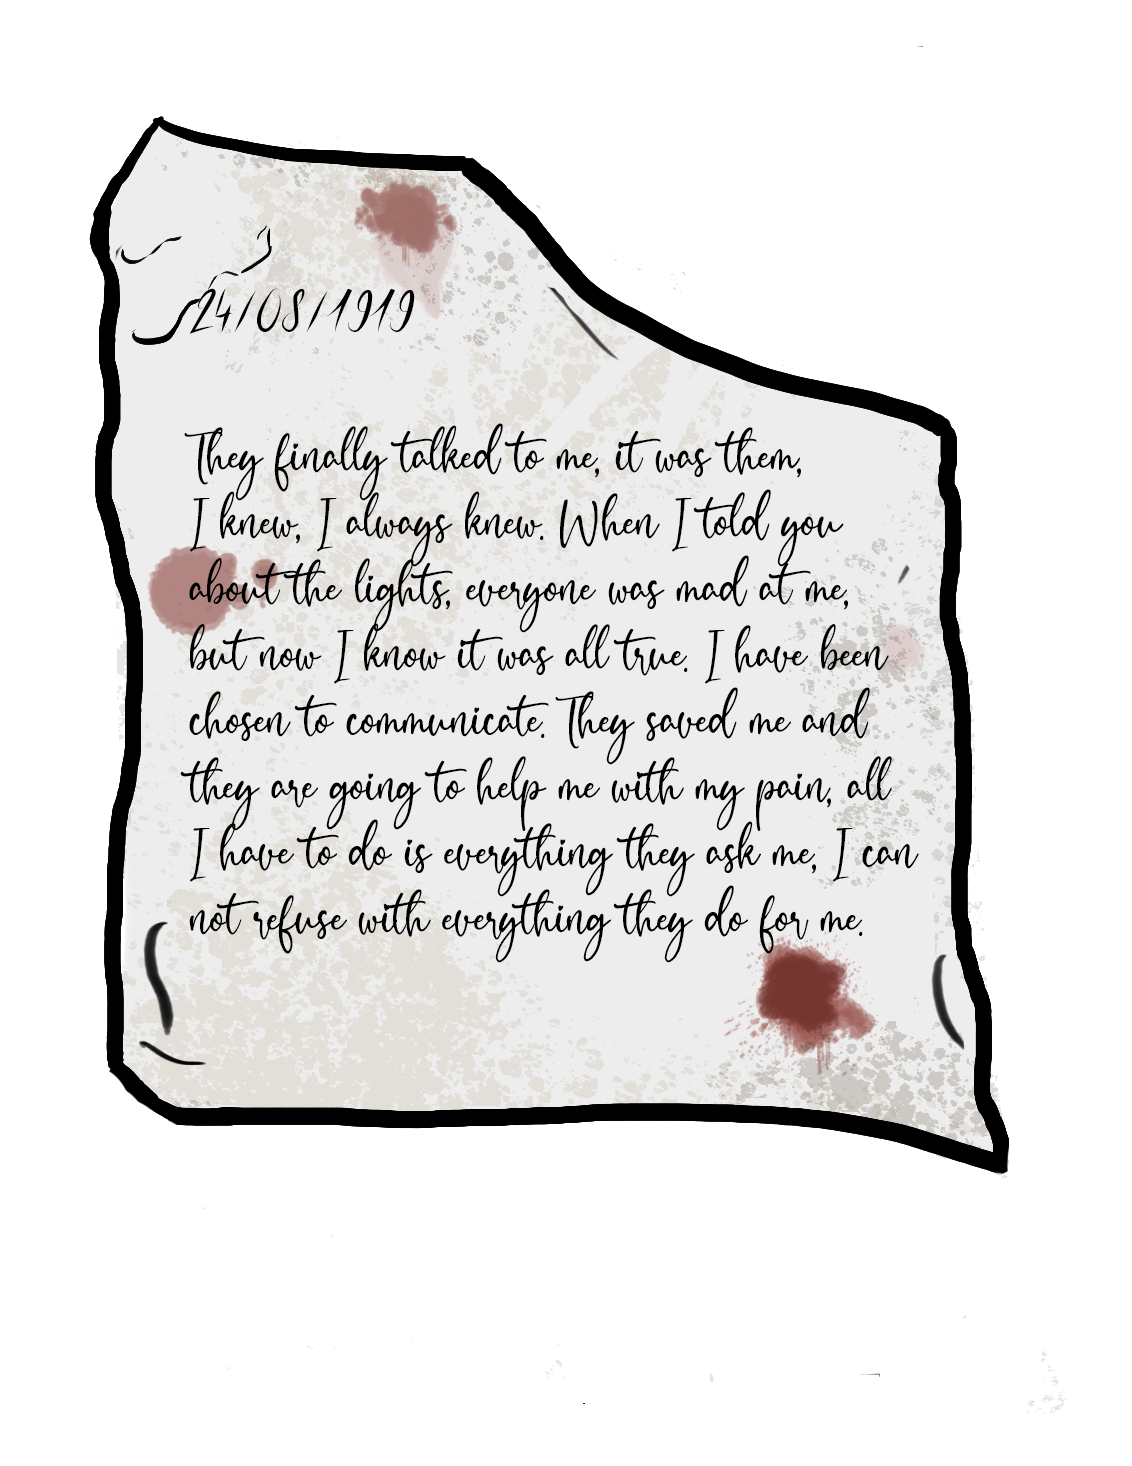 24/08/1919
They finally talked to me, it was them,
I knew, I always knew. When I told you
about the lights, everyone was mad at me,
but now I know it was all true. I have been
chosen to communicate. They saved me and
they are going to help me with my pain, all
I have to do is everything they ask me, I can
not refuse with everything they do for me.